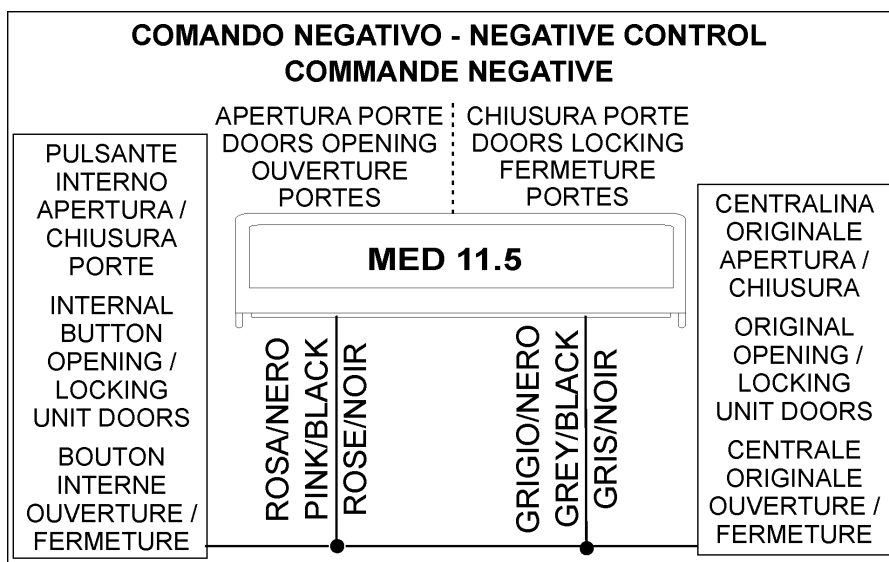 COMANDO NEGATIVO - NEGATIVE CONTROL
COMMANDE NEGATIVE
APERTURA PORTE
DOORS OPENING
OUVERTURE
PORTES
CHIUSURA PORTE
DOORS LOCKING
FERMETURE
PORTES
PULSANTE
INTERNO
APERTURA /
CHIUSURA
PORTE
INTERNAL
BUTTON
OPENING /
LOCKING
UNIT DOORS
BOUTON
INTERNE
OUVERTURE /
FERMETURE
MED 11.5
ROSA/NERO
PINK/BLACK
ROSE/NOIR
GRIGIO/NERO
GREY/BLACK
GRIS/NOIR
CENTRALINA
ORIGINALE
APERTURA /
CHIUSURA
ORIGINAL
OPENING /
LOCKING
UNIT DOORS
CENTRALE
ORIGINALE
OUVERTURE /
FERMETURE